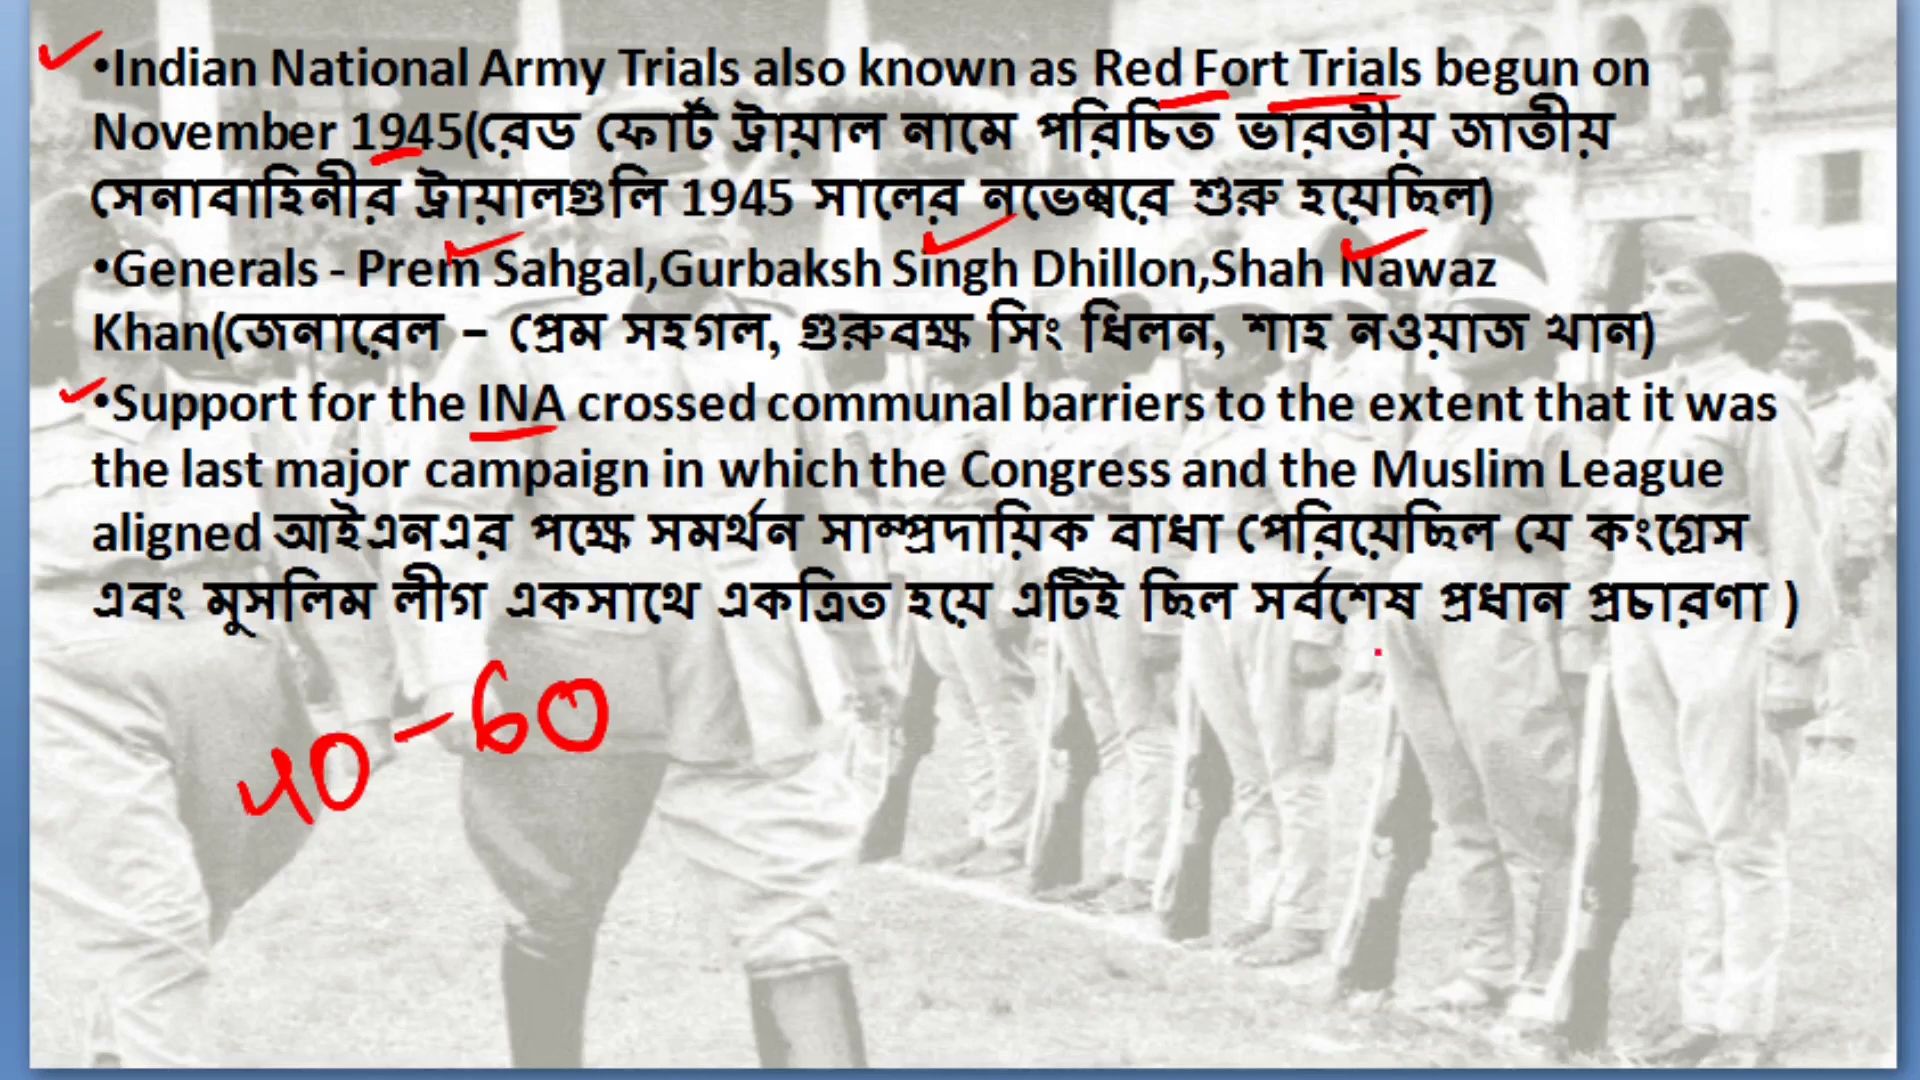 •Indian National Army Trials also known as Red Fort Trials begun on
November 1945(রেড ফোর্ট ট্রায়াল নামে পরিচিত ভারতীয় জাতীয়
সেনাবাহিনীর ট্রায়ালগুলি 1945 সালের নভেম্বরে শুরু হয়েছিল)
•Generals - Prem Sahgal,Gurbaksh Singh Dhillon,Shah Nawaz
Khan(জেনারেল – প্রেম সহগল, গুরুবক্ষ সিং ধিলন, শাহ নওয়াজ খান)
•Support for the INA crossed communal barriers to the extent that it was
the last major campaign in which the Congress and the Muslim League
aligned আইএনএর পক্ষে সমর্থন সাম্প্রদায়িক বাধা পেরিয়েছিল যে কংগ্রেস
এবং মুসলিম লীগ একসাথে একত্রিত হয়ে এটিই ছিল সর্বশেষ প্রধান প্রচারণা )
40-60